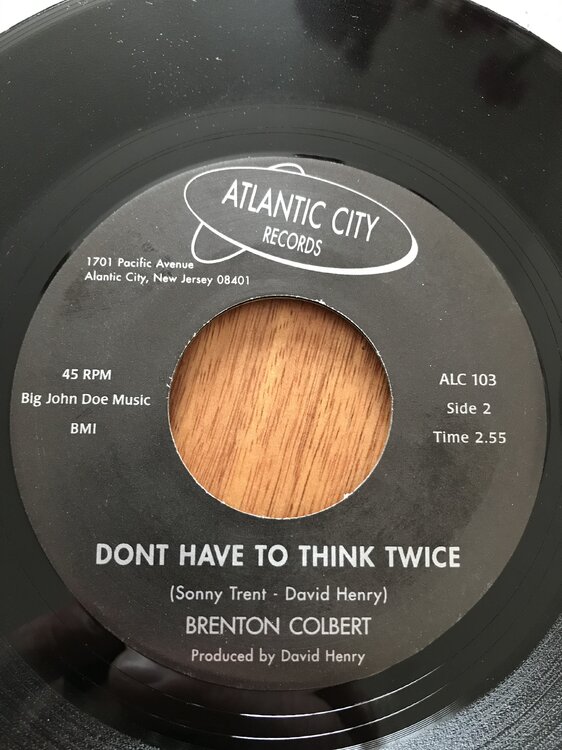 ATLANTIC CITY
RECORDS
1701 Pacific Avenue
Alantic City, New Jersey 08401
45 RPM
Big John Doe Music
BMI
ALC 103
Side 2
Time 2.55
DONT HAVE TO THINK TWICE
(Sonny Trent - David Henry)
BRENTON COLBERT
Produced by David Henry